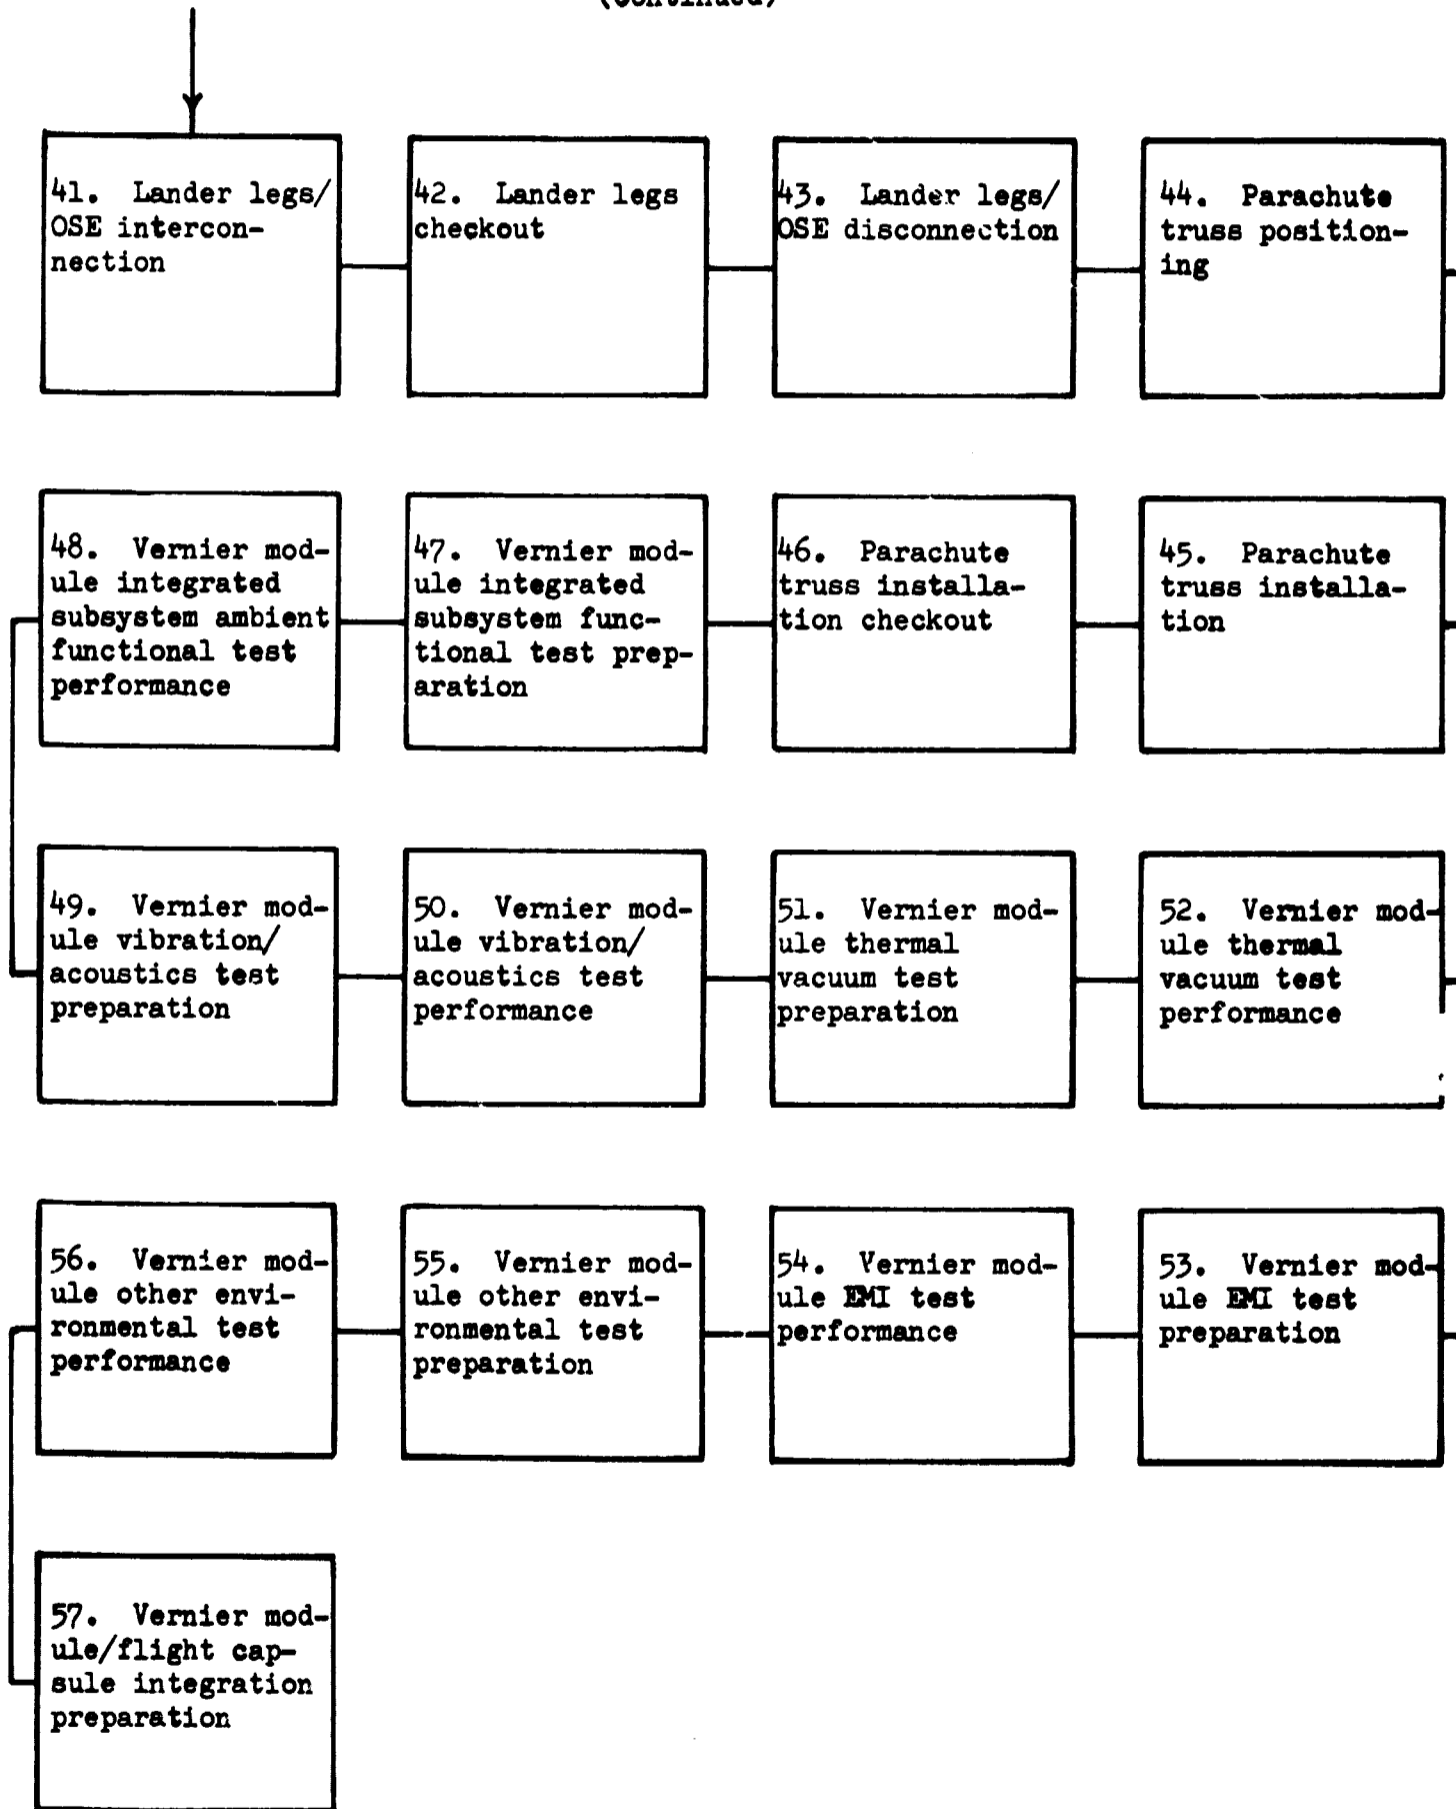 (Continued)
41. Lander legs/
OSE intercon-
nection
42. Lander legs
checkout
43. Lander legs/
OSE disconnection
44. Parachute
truss position-
ing
48. Vernier mod-
ule integrated
subsystem ambient
functional test
performance
47. Vernier mod-
ule integrated
subsystem func-
tional test prep-
aration
46. Parachute
truss installa-
tion checkout
45. Parachute
truss installa-
tion
49. Vernier mod-
ule vibration/
acoustics test
preparation
50. Vernier mod-
ule vibration/
acoustics test
performance
51. Vernier mod-
ule thermal
vacuum test
preparation
52. Vernier mod-
ule thermal
vacuum test
performance
56. Vernier mod-
ule other envi-
ronmental test
performance
55. Vernier mod-
ule other envi-
ronmental test
preparation
54. Vernier mod-
ule EMI test
performance
53. Vernier mod-
ule EMI test
preparation
57. Vernier mod-
ule/flight cap-
sule integration
preparation